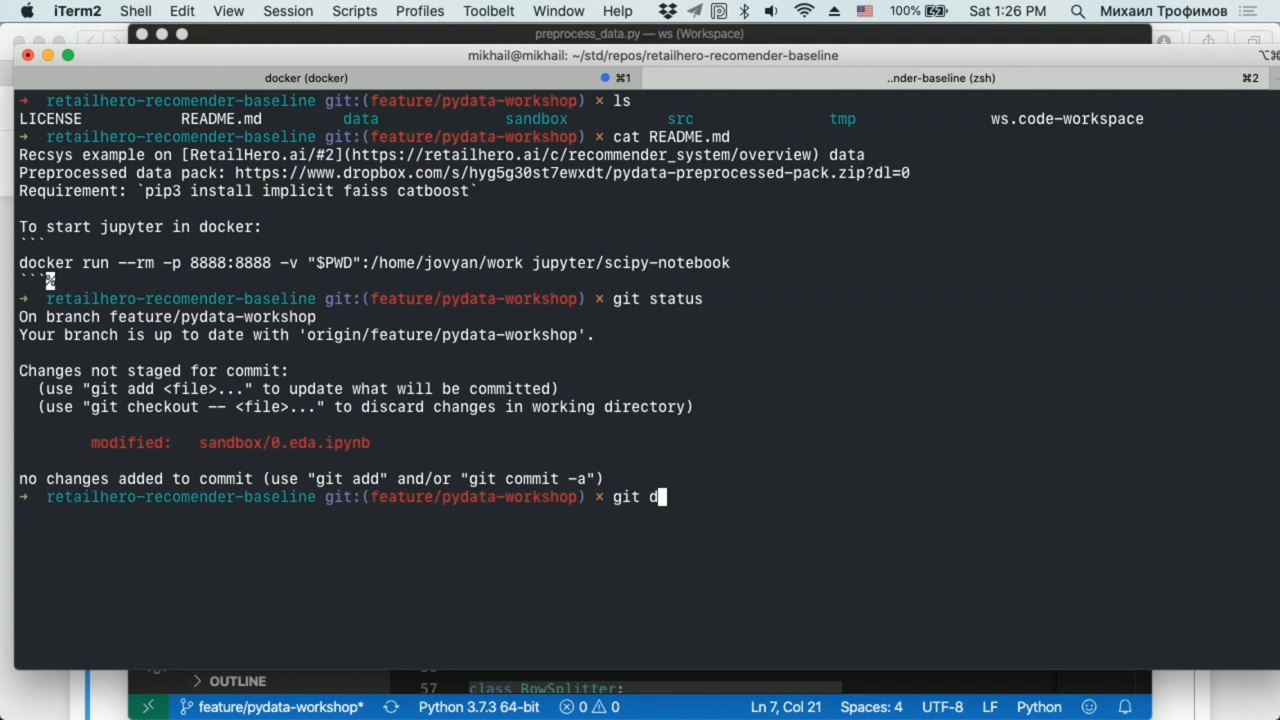 iTerm2 Shell Edit View Session Scripts Profiles Toolbelt Window Help 100% Sat 1:26 PM Михаил Трофимов
preprocess_data.py — ws (Workspace)
mikhail@mikhail: ~/std/repos/retailhero-recomender-baseline ⌥⌘
docker (docker) ⌘1 ..nder-baseline (zsh) ⌘2
→ retailhero-recomender-baseline git:(feature/pydata-workshop) × ls
LICENSE README.md data sandbox src tmp ws.code-workspace
→ retailhero-recomender-baseline git:(feature/pydata-workshop) × cat README.md
Recsys example on [RetailHero.ai/#2](https://retailhero.ai/c/recommender_system/overview) data
Preprocessed data pack: https://www.dropbox.com/s/hyg5g30st7ewxdt/pydata-preprocessed-pack.zip?dl=0
Requirement: `pip3 install implicit faiss catboost`
To start jupyter in docker:
```
docker run --rm -p 8888:8888 -v "$PWD":/home/jovyan/work jupyter/scipy-notebook
```%
→ retailhero-recomender-baseline git:(feature/pydata-workshop) × git status
On branch feature/pydata-workshop
Your branch is up to date with 'origin/feature/pydata-workshop'.
Changes not staged for commit:
(use "git add <file>..." to update what will be committed)
(use "git checkout -- <file>..." to discard changes in working directory)
modified: sandbox/0.eda.ipynb
no changes added to commit (use "git add" and/or "git commit -a")
→ retailhero-recomender-baseline git:(feature/pydata-workshop) × git d
OUTLINE
57 class RowSplitter:
feature/pydata-workshop* Python 3.7.3 64-bit 0 0 Ln 7, Col 21 Spaces: 4 UTF-8 LF Python